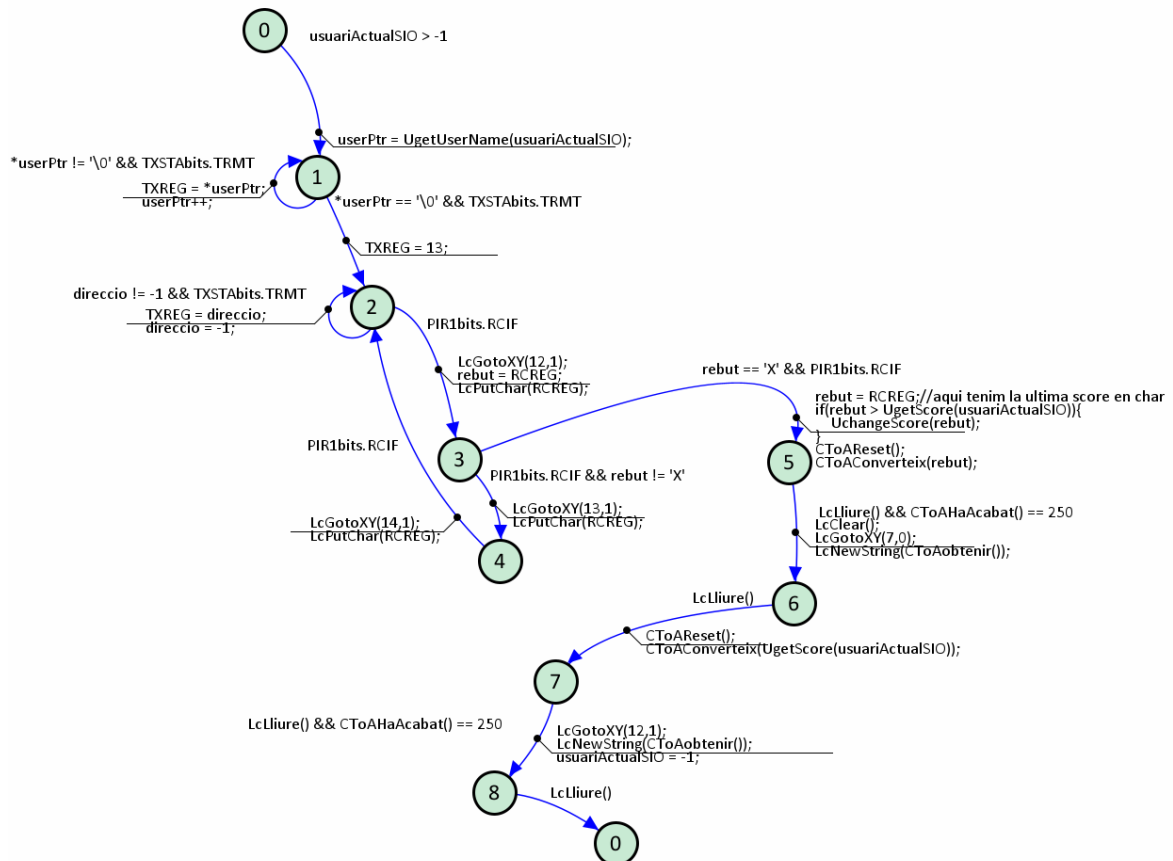 0
usuariActualSIO > -1
userPtr = UgetUserName(usuariActualSIO);
*userPtr != '\0' && TXSTAbits.TRMT
TXREG = *userPtr;
userPtr++;
1
*userPtr == '\0' && TXSTAbits.TRMT
TXREG = 13;
direccio != -1 && TXSTAbits.TRMT
TXREG = direccio;
direccio = -1;
2
PIR1bits.RCIF
LcGotoXY(12,1);
rebut = RCREG;
LcPutChar(RCREG);
rebut == 'X' && PIR1bits.RCIF
rebut = RCREG;//aqui tenim la ultima score en char
if(rebut > UgetScore(usuariActualSIO)){
UchangeScore(rebut);
}
CToAReset();
CToAConverteix(rebut);
PIR1bits.RCIF
3
5
PIR1bits.RCIF && rebut != 'X'
LcGotoXY(13,1);
LcPutChar(RCREG);
LcGotoXY(14,1);
LcPutChar(RCREG);
4
LcLliure() && CToAHaAcabat() == 250
LcClear();
LcGotoXY(7,0);
LcNewString(CToAobtenir());
6
LcLliure()
CToAReset();
CToAConverteix(UgetScore(usuariActualSIO));
7
LcLliure() && CToAHaAcabat() == 250
LcGotoXY(12,1);
LcNewString(CToAobtenir());
usuariActualSIO = -1;
8
LcLliure()
0